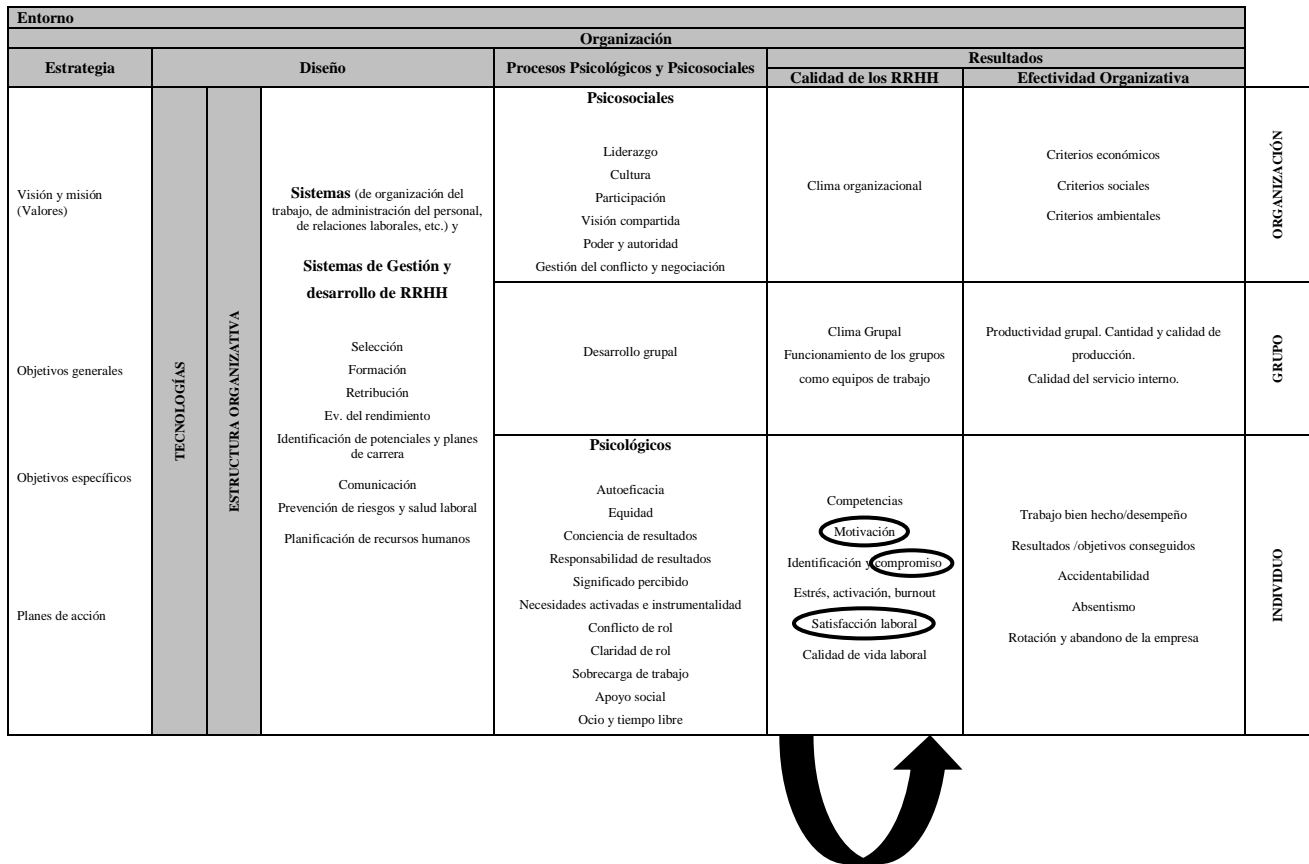 Entorno
Organización
Estrategia
Diseño
Procesos Psicológicos y Psicosociales
Resultados
Calidad de los RRHH
Efectividad Organizativa
Visión y misión
(Valores)
Objetivos generales
Objetivos específicos
Planes de acción
TECNOLOGÍAS
ESTRUCTURA ORGANIZATIVA
Sistemas (de organización del
trabajo, de administración del personal,
de relaciones laborales, etc.) y
Sistemas de Gestión y
desarrollo de RRHH
Selección
Formación
Retribución
Ev. del rendimiento
Identificación de potenciales y planes
de carrera
Comunicación
Prevención de riesgos y salud laboral
Planificación de recursos humanos
Psicosociales
Liderazgo
Cultura
Participación
Visión compartida
Poder y autoridad
Gestión del conflicto y negociación
Clima organizacional
Criterios económicos
Criterios sociales
Criterios ambientales
ORGANIZACIÓN
Desarrollo grupal
Clima Grupal
Funcionamiento de los grupos
como equipos de trabajo
Productividad grupal. Cantidad y calidad de
producción.
Calidad del servicio interno.
GRUPO
Psicológicos
Autoeficacia
Equidad
Conciencia de resultados
Responsabilidad de resultados
Significado percibido
Necesidades activadas e instrumentalidad
Conflicto de rol
Claridad de rol
Sobrecarga de trabajo
Apoyo social
Ocio y tiempo libre
Competencias
Motivación
Identificación y compromiso
Estrés, activación, burnout
Satisfacción laboral
Calidad de vida laboral
Trabajo bien hecho/desempeño
Resultados /objetivos conseguidos
Accidentabilidad
Absentismo
Rotación y abandono de la empresa
INDIVIDUO